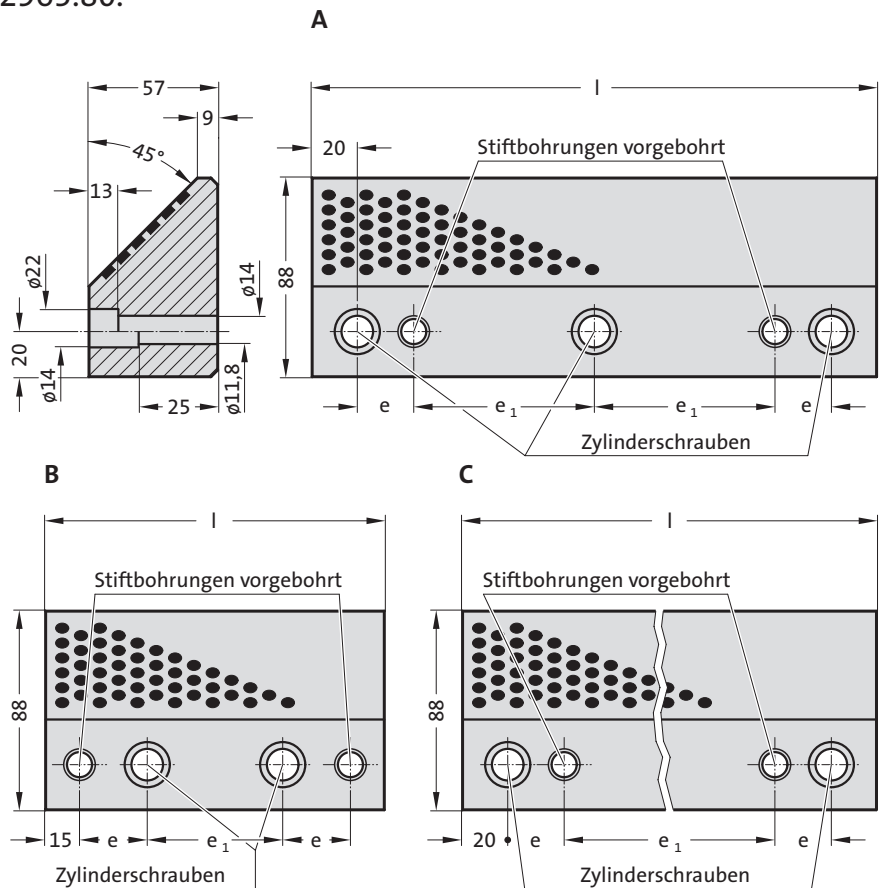 2965.80.
A
57
l
9
20
Stiftbohrungen vorgebohrt
45°
13
ø22
ø14
88
20
ø14
25
ø11,8
e
e1
e1
e
Zylinderschrauben
B
C
l
l
Stiftbohrungen vorgebohrt
Stiftbohrungen vorgebohrt
88
88
15
e
e1
e
20
e
e1
e
Zylinderschrauben
Zylinderschrauben